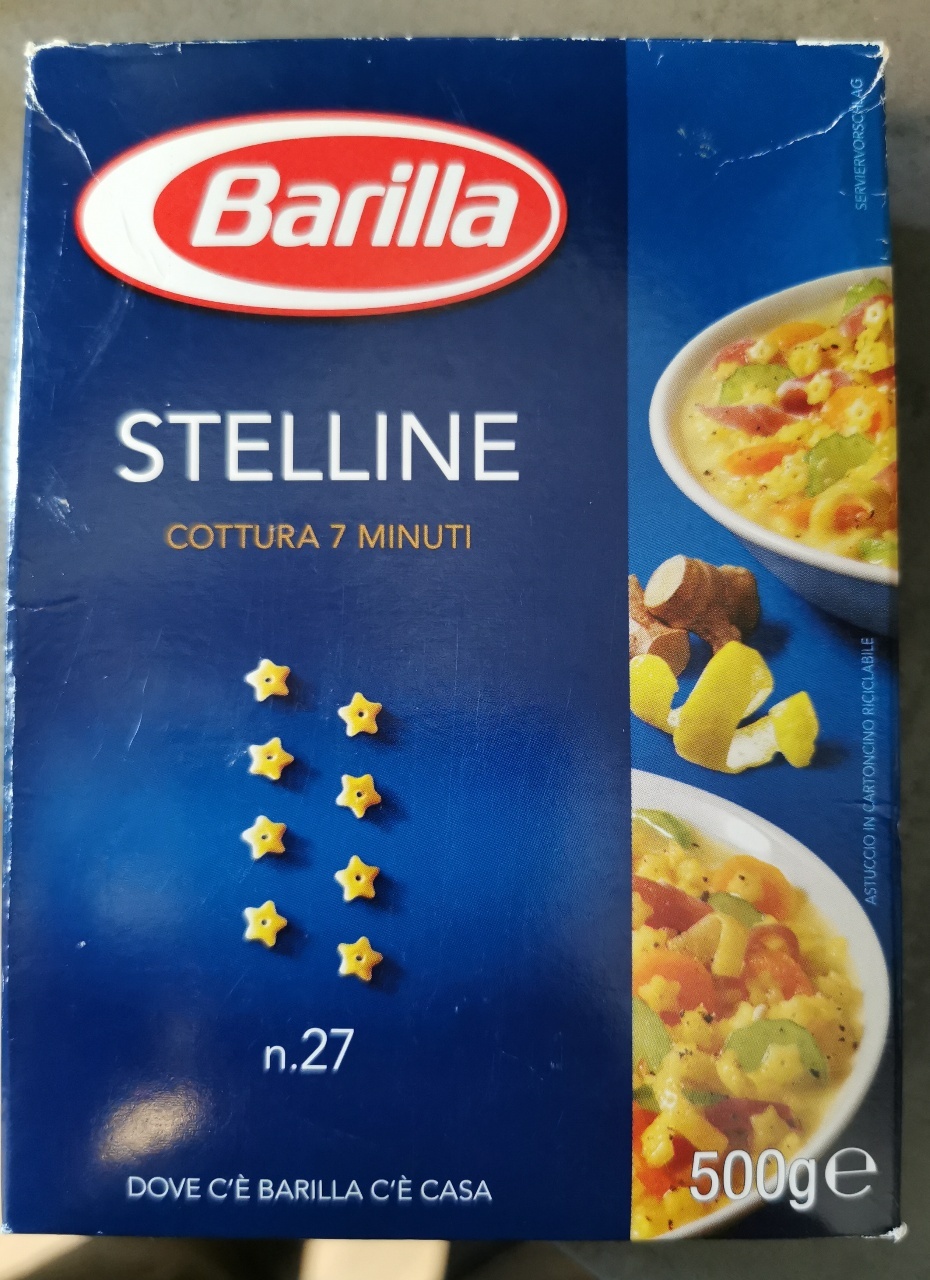 Barilla
STELLINE
COTTURA 7 MINUTI
n.27
DOVE C'È BARILLA C'È CASA
SERVIERVORSCHLAG
ASTUCCIO IN CARTONCINO RICICLABILE
500g℮